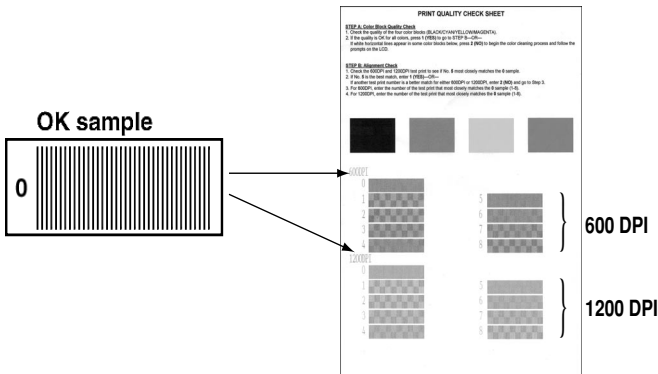 PRINT QUALITY CHECK SHEET
STEP A: Color Block Quality Check
1. Check the quality of the four color blocks (BLACK/CYAN/YELLOW/MAGENTA).
2. If the quality is OK for all colors, press 1 (YES) to go to STEP B—OR—
If white horizontal lines appear in some color blocks below, press 2 (NO) to begin the color cleaning process and follow the
prompts on the LCD.
STEP B: Alignment Check
1. Check the 600DPI and 1200DPI test print to see if No. 5 most closely matches the 0 sample.
2. If No. 5 is the best match, enter 1 (YES)—OR—
If another test print number is a better match for either 600DPI or 1200DPI, enter 2 (NO) and go to Step 3.
3. For 600DPI, enter the number of the test print that most closely matches the 0 sample (1-8).
4. For 1200DPI, enter the number of the test print that most closely matches the 0 sample (1-8).
OK sample
0
600DPI
0
1 5
2 6
3 7
4 8
600 DPI
1200DPI
0
1 5
2 6
3 7
4 8
1200 DPI